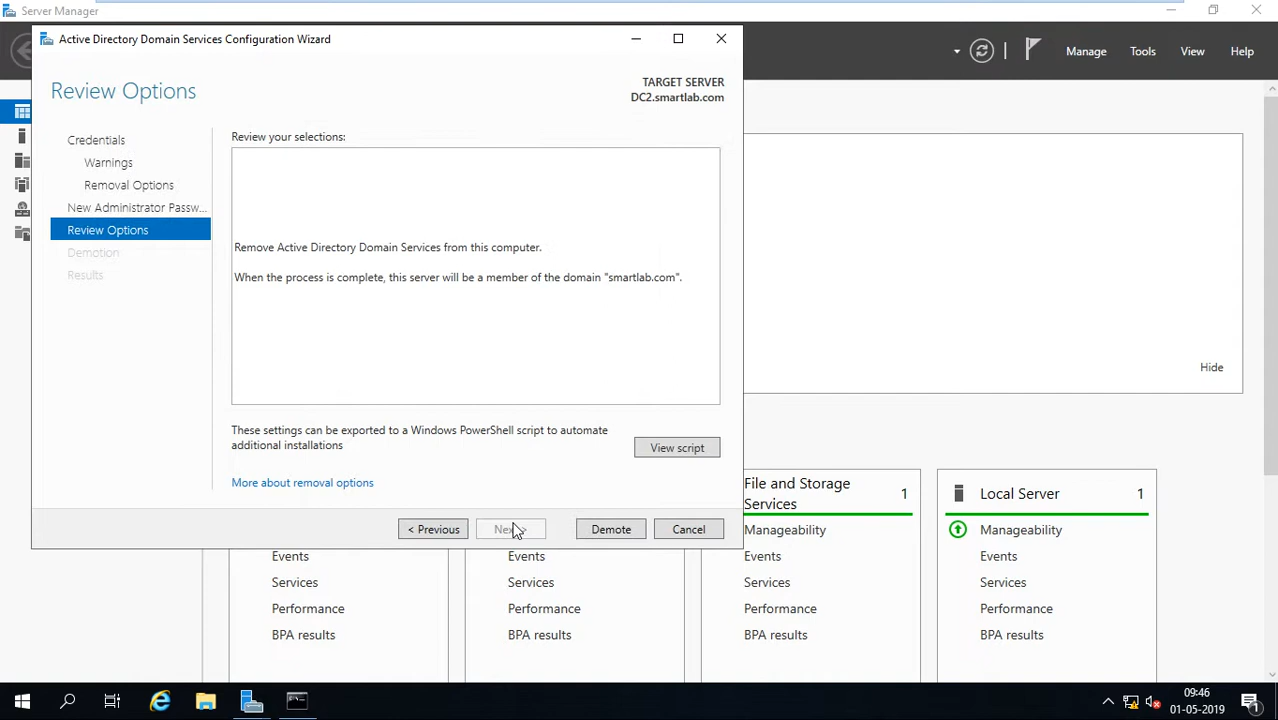 Server Manager
Active Directory Domain Services Configuration Wizard
Manage
Tools
View
Help
Review Options
TARGET SERVER
DC2.smartlab.com
Credentials
Warnings
Removal Options
New Administrator Passw...
Review Options
Demotion
Results
Review your selections:
Remove Active Directory Domain Services from this computer.
When the process is complete, this server will be a member of the domain "smartlab.com".
These settings can be exported to a Windows PowerShell script to automate
additional installations
View script
More about removal options
< Previous
Demote
Cancel
Hide
File and Storage
Services
1
Local Server
1
Manageability
Manageability
Events
Events
Events
Events
Services
Services
Services
Services
Performance
Performance
Performance
Performance
BPA results
BPA results
BPA results
BPA results
09:46
01-05-2019
1